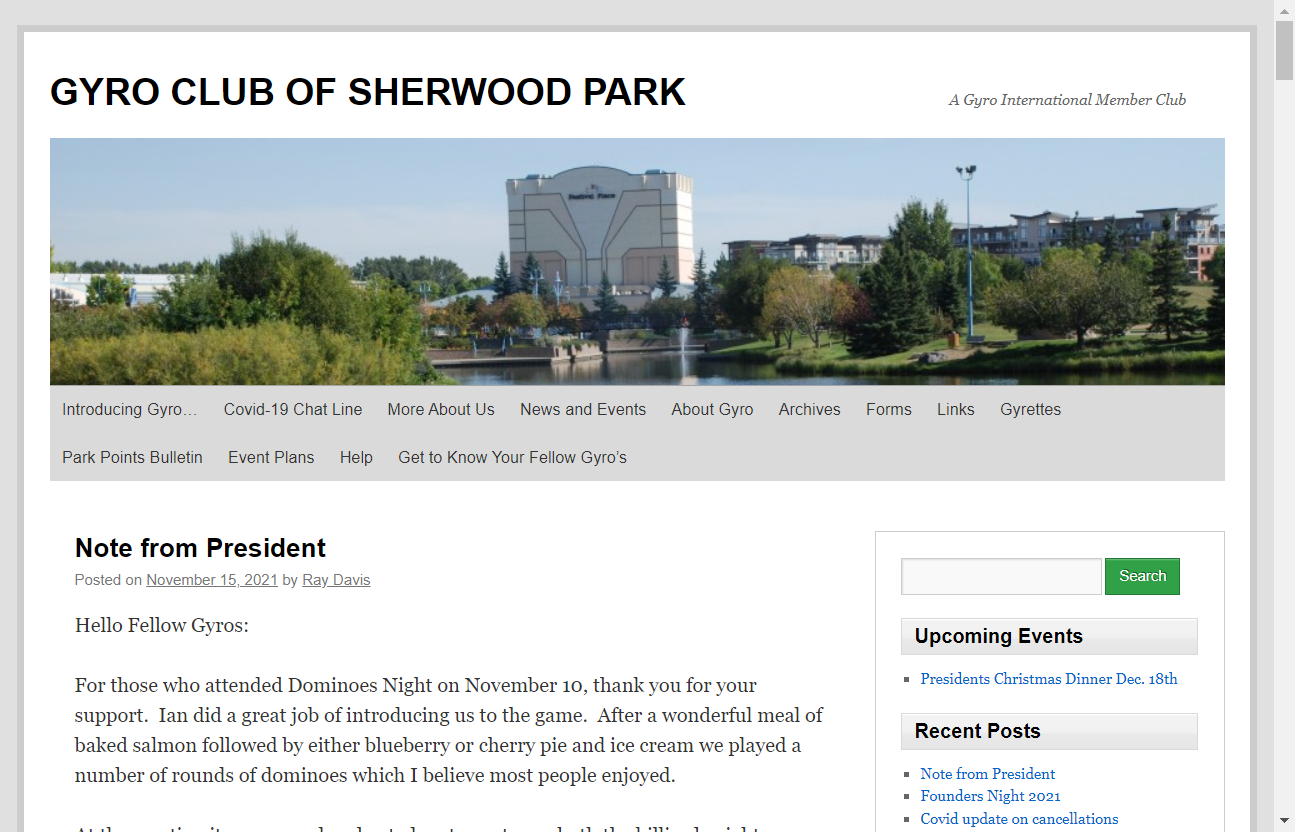 GYRO CLUB OF SHERWOOD PARK
A Gyro International Member Club
Festival Place
Introducing Gyro… Covid-19 Chat Line More About Us News and Events About Gyro Archives Forms Links Gyrettes
Park Points Bulletin Event Plans Help Get to Know Your Fellow Gyro’s
Note from President
Posted on November 15, 2021 by Ray Davis
Hello Fellow Gyros:
For those who attended Dominoes Night on November 10, thank you for your
support.  Ian did a great job of introducing us to the game.  After a wonderful meal of
baked salmon followed by either blueberry or cherry pie and ice cream we played a
number of rounds of dominoes which I believe most people enjoyed.
Search
Upcoming Events
Presidents Christmas Dinner Dec. 18th
Recent Posts
Note from President
Founders Night 2021
Covid update on cancellations